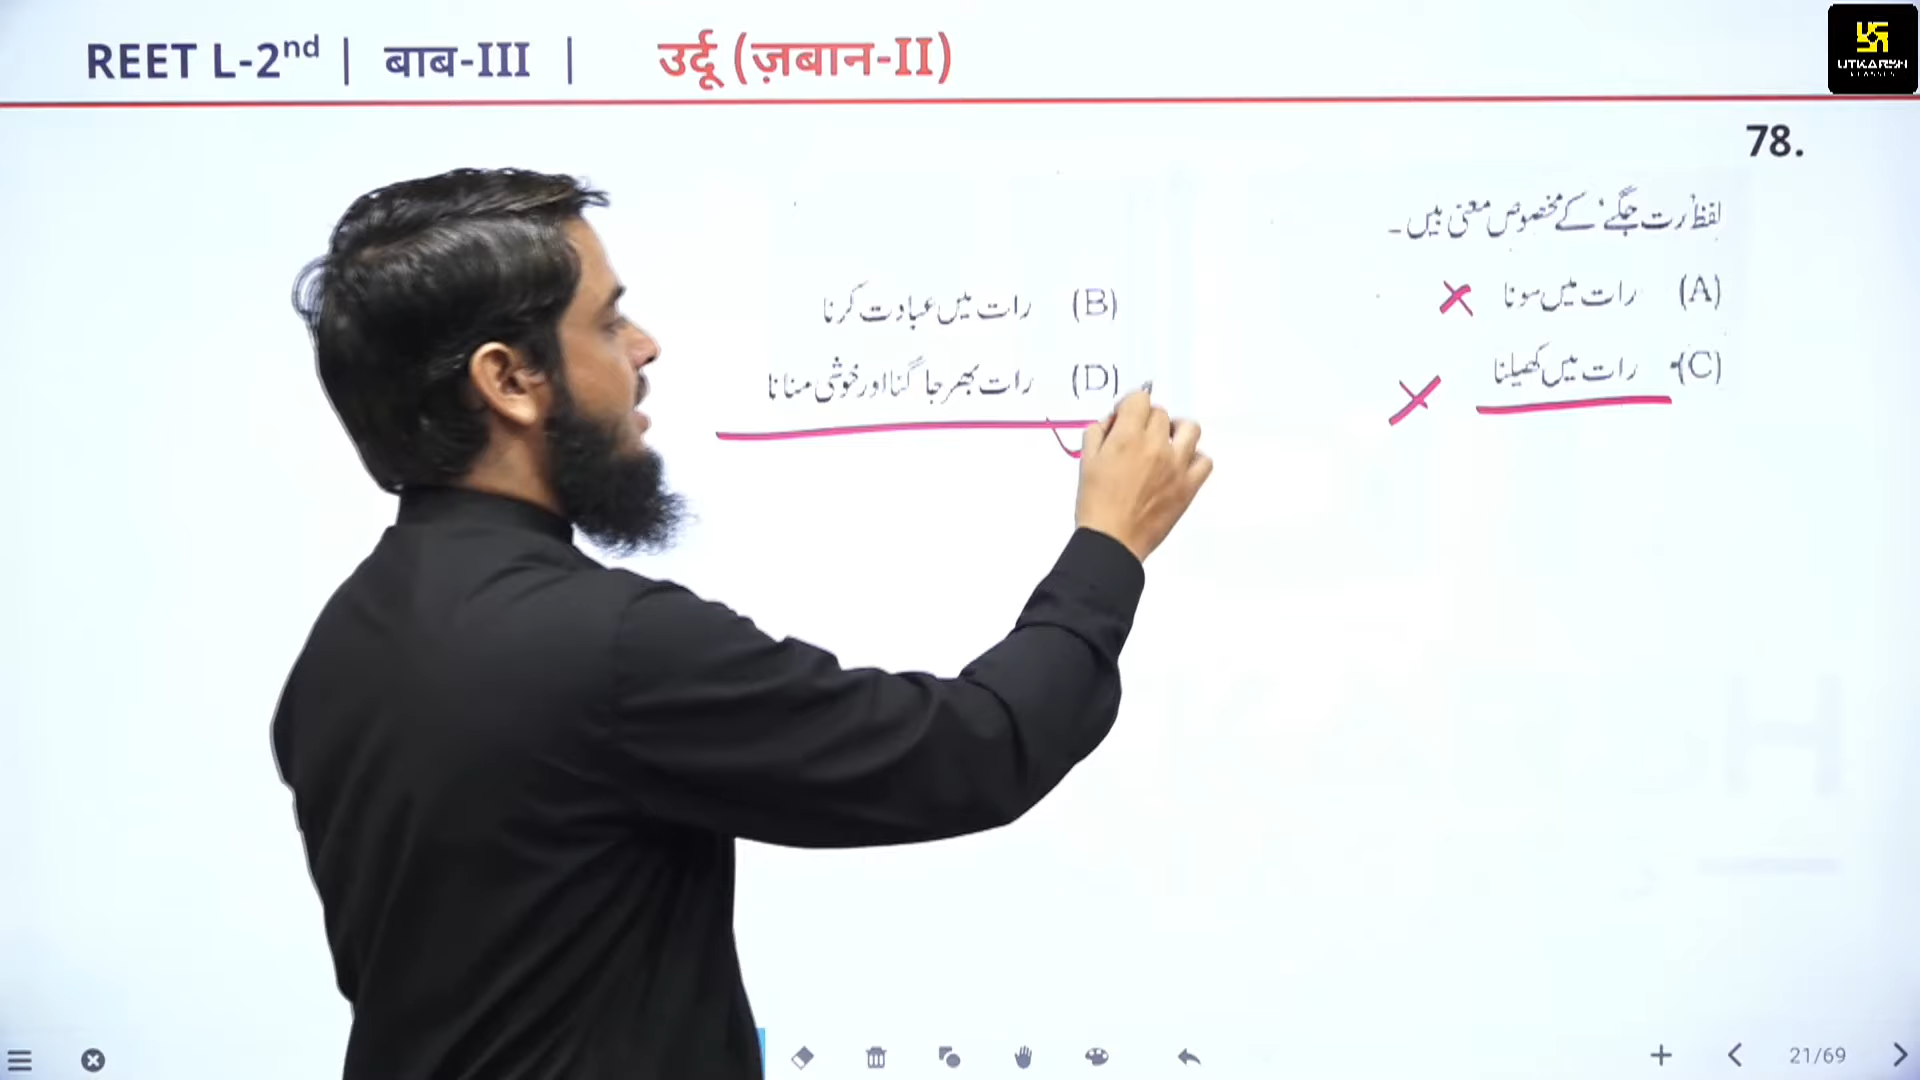 REET L-2nd | बाब-III | उर्दू (ज़बान-II)
UTKARSH
CLASSES
78.
لفظ 'رت جگے' کے مخصوص معنی ہیں۔
(A) رات میں سونا
(B) رات میں عبادت کرنا
(C) رات میں کھیلنا
(D) رات بھر جاگنا اور خوشی منانا
21/69